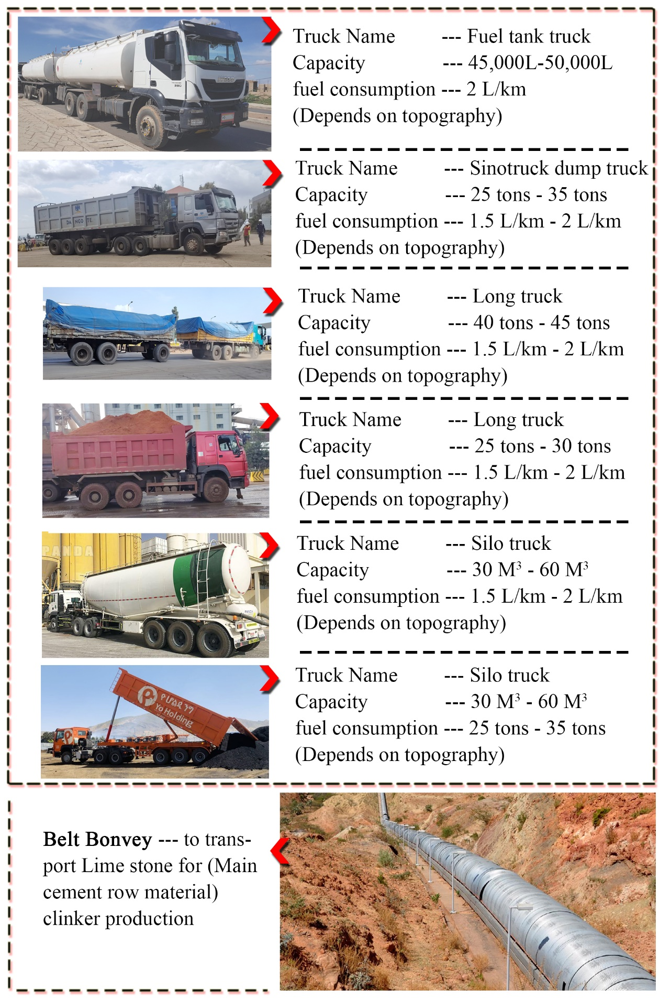 Truck Name --- Fuel tank truck
Capacity --- 45,000L-50,000L
fuel consumption --- 2 L/km
(Depends on topography)
IVECO
380
Truck Name --- Sinotruck dump truck
Capacity --- 25 tons - 35 tons
fuel consumption --- 1.5 L/km - 2 L/km
(Depends on topography)
DANGOTE.
Truck Name --- Long truck
Capacity --- 40 tons - 45 tons
fuel consumption --- 1.5 L/km - 2 L/km
(Depends on topography)
Truck Name --- Long truck
Capacity --- 25 tons - 30 tons
fuel consumption --- 1.5 L/km - 2 L/km
(Depends on topography)
PANDA
Truck Name --- Silo truck
Capacity --- 30 M³ - 60 M³
fuel consumption --- 1.5 L/km - 2 L/km
(Depends on topography)
PANDA
Truck Name --- Silo truck
Capacity --- 30 M³ - 60 M³
fuel consumption --- 25 tons - 35 tons
(Depends on topography)
የሆልዲንግ
Yo Holding
Belt Bonvey --- to trans-
port Lime stone for (Main
cement row material)
clinker production